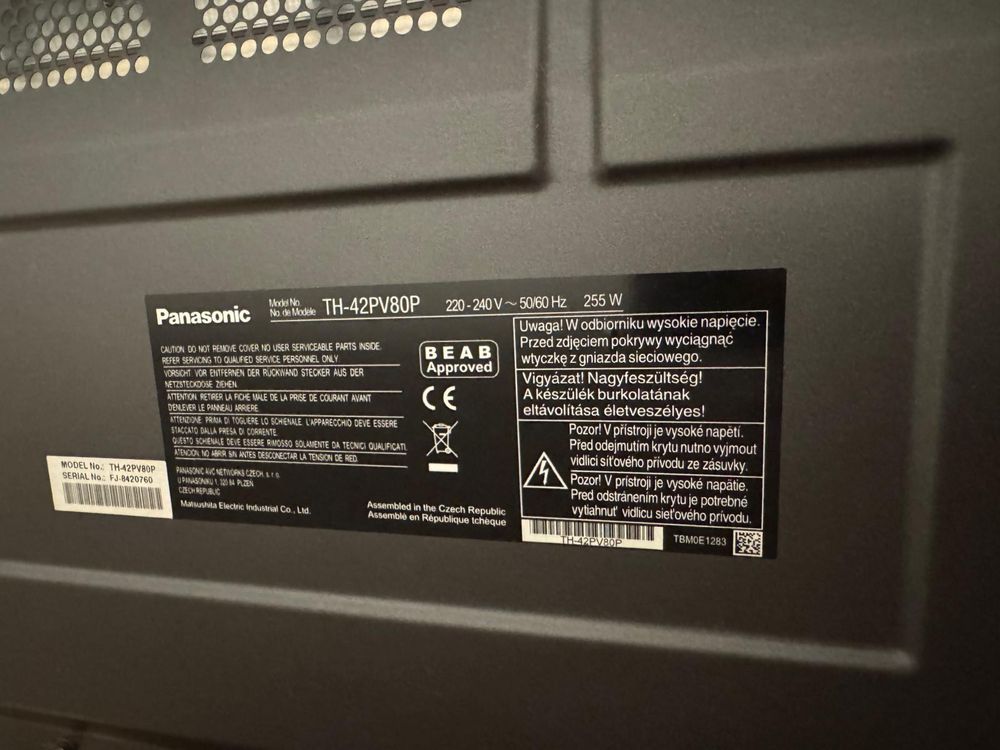 Panasonic
Model No.
No. de Modèle
TH-42PV80P
220 - 240 V ~ 50/60 Hz 255 W
CAUTION DO NOT REMOVE COVER. NO USER SERVICEABLE PARTS INSIDE.
REFER SERVICING TO QUALIFIED SERVICE PERSONNEL ONLY.
VORSICHT. VOR ENTFERNEN DER RÜCKWAND STECKER AUS DER
NETZSTECKDOSE ZIEHEN.
ATTENTION RETIRER LA FICHE MALE DE LA PRISE DE COURANT AVANT
D'ENLEVER LE PANNEAU ARRIERE.
ATTENZIONE. PRIMA DI TOGLIERE LO SCHIENALE. L'APPARECCHIO DEVE ESSERE
STACCATO DALLA PRESA DI CORRENTE.
QUESTO SCHIENALE DEVE ESSERE RIMOSSO SOLAMENTE DA TECNICI QUALIFICATI.
ATENCION. NO ABRIR SIN ANTES DESCONECTAR LA TENSION DE RED.
PANASONIC AVC NETWORKS CZECH, s. r. o.
U PANASONIKU 1, 320 84 PLZEN
CZECH REPUBLIC
Matsushita Electric Industrial Co., Ltd.
BEAB
Approved
CE
Assembled in the Czech Republic
Assemblé en République tchèque
Uwaga! W odbiorniku wysokie napięcie.
Przed zdjęciem pokrywy wyciągnąć
wtyczkę z gniazda sieciowego.
Vigyázat! Nagyfeszültség!
A készülék burkolatának
eltávolítása életveszélyes!
Pozor! V přístroji je vysoké napětí.
Před odejmutím krytu nutno vyjmout
vidlici síťového přívodu ze zásuvky.
Pozor! V prístroji je vysoké napätie.
Pred odstránením krytu je potrebné
vytiahnuť vidlicu sieťového prívodu.
TH-42PV80P
TBM0E1283
MODEL No.: TH-42PV80P
SERIAL No.: FJ-8420760